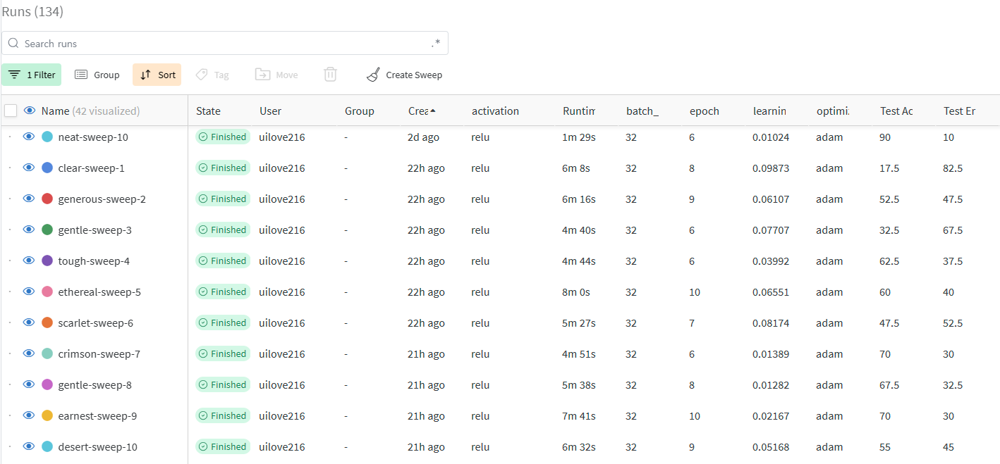 Runs (134)
Search runs .*
1 Filter Group Sort Tag Move Create Sweep
Name (42 visualized) State User Group Crea activation Runtim batch_ epoch learnin optimi: Test Ac Test Er
neat-sweep-10 Finished uilove216 - 2d ago relu 1m 29s 32 6 0.01024 adam 90 10
clear-sweep-1 Finished uilove216 - 22h ago relu 6m 8s 32 8 0.09873 adam 17.5 82.5
generous-sweep-2 Finished uilove216 - 22h ago relu 6m 16s 32 9 0.06107 adam 52.5 47.5
gentle-sweep-3 Finished uilove216 - 22h ago relu 4m 40s 32 6 0.07707 adam 32.5 67.5
tough-sweep-4 Finished uilove216 - 22h ago relu 4m 44s 32 6 0.03992 adam 62.5 37.5
ethereal-sweep-5 Finished uilove216 - 22h ago relu 8m 0s 32 10 0.06551 adam 60 40
scarlet-sweep-6 Finished uilove216 - 22h ago relu 5m 27s 32 7 0.08174 adam 47.5 52.5
crimson-sweep-7 Finished uilove216 - 21h ago relu 4m 51s 32 6 0.01389 adam 70 30
gentle-sweep-8 Finished uilove216 - 21h ago relu 5m 38s 32 8 0.01282 adam 67.5 32.5
earnest-sweep-9 Finished uilove216 - 21h ago relu 7m 41s 32 10 0.02167 adam 70 30
desert-sweep-10 Finished uilove216 - 21h ago relu 6m 32s 32 9 0.05168 adam 55 45